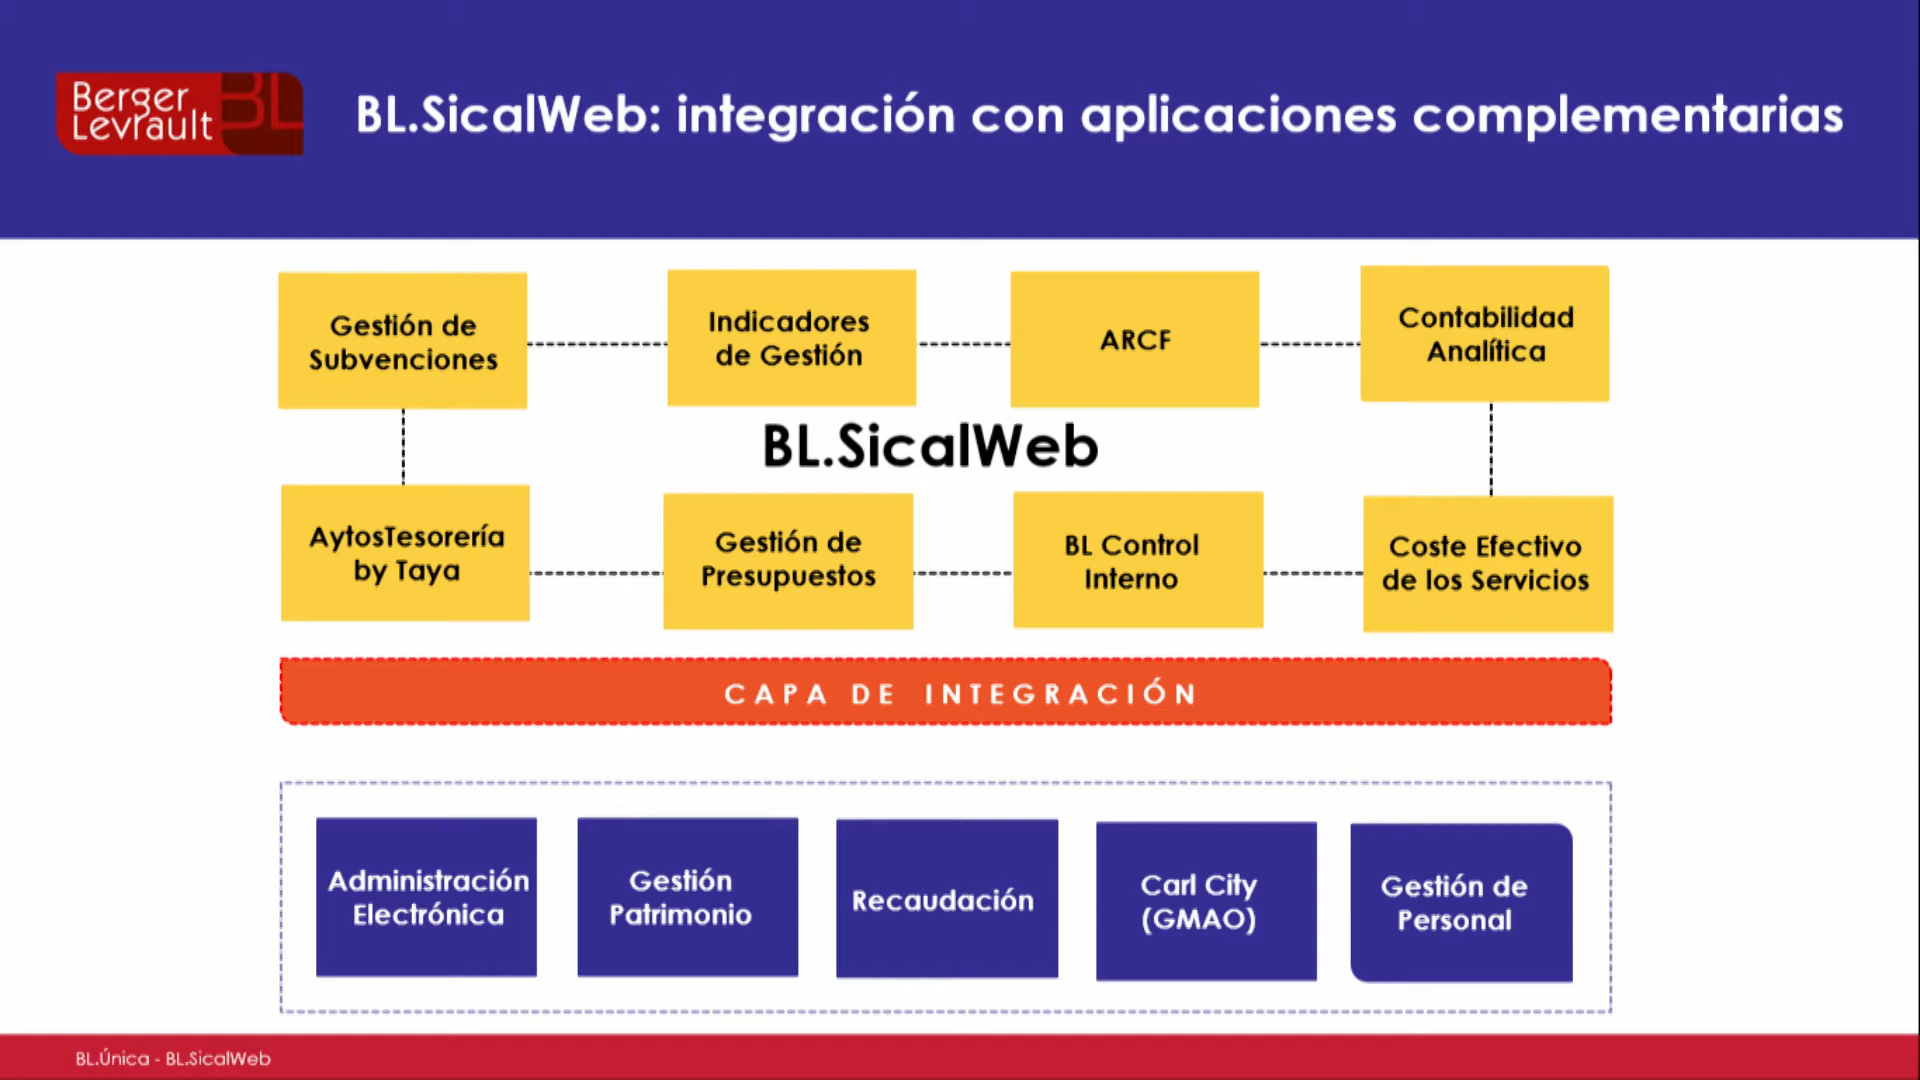 Berger
Levrault
BL
BL.SicalWeb: integración con aplicaciones complementarias
Gestión de
Subvenciones
Indicadores
de Gestión
ARCF
Contabilidad
Analítica
BL.SicalWeb
AytosTesorería
by Taya
Gestión de
Presupuestos
BL Control
Interno
Coste Efectivo
de los Servicios
CAPA DE INTEGRACIÓN
Administración
Electrónica
Gestión
Patrimonio
Recaudación
Carl City
(GMAO)
Gestión de
Personal
BL.Única - BL.SicalWeb